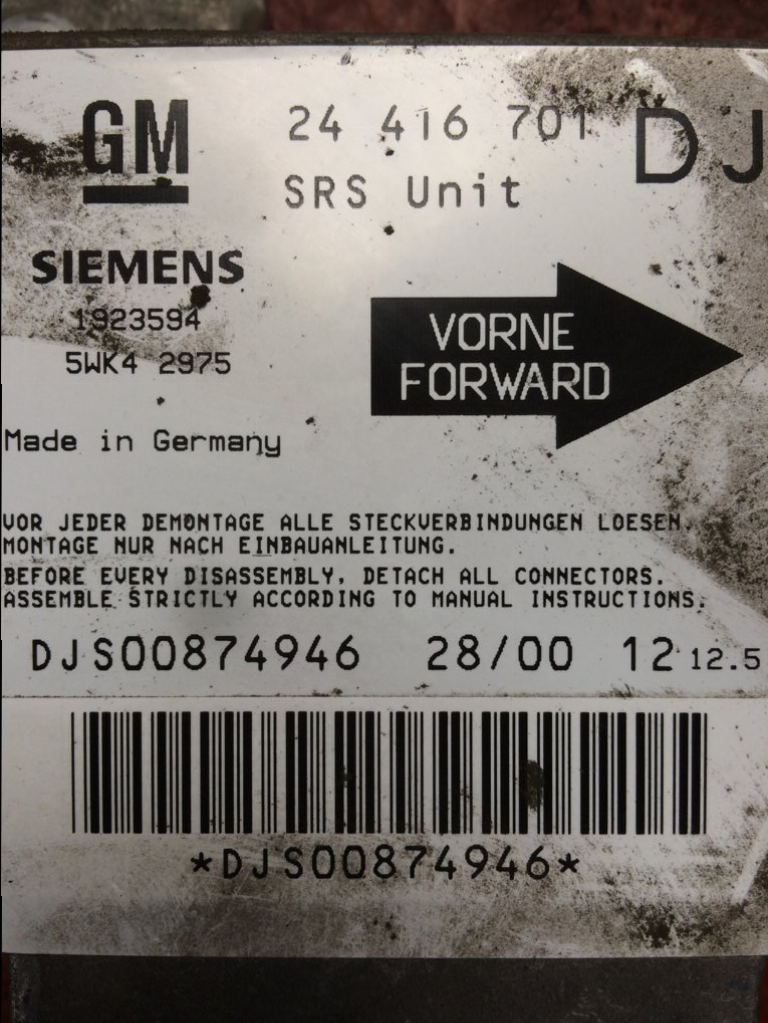 GM 24 416 701 DJ
SRS Unit
SIEMENS
1923594
5WK4 2975
VORNE
FORWARD
Made in Germany
VOR JEDER DEMONTAGE ALLE STECKVERBINDUNGEN LOESEN.
MONTAGE NUR NACH EINBAUANLEITUNG.
BEFORE EVERY DISASSEMBLY, DETACH ALL CONNECTORS.
ASSEMBLE STRICTLY ACCORDING TO MANUAL INSTRUCTIONS.
DJS00874946 28/00 12 12.5
*DJS00874946*